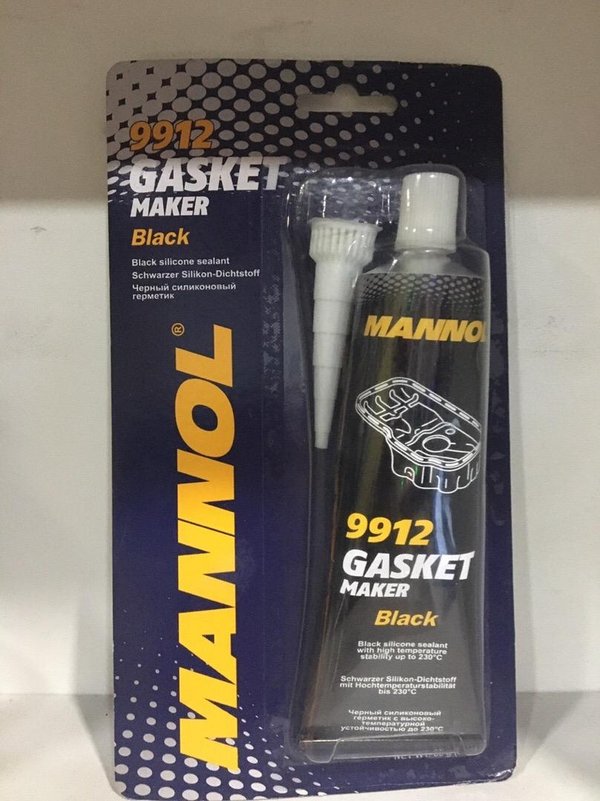 9912
GASKET
MAKER
Black
Black silicone sealant
Schwarzer Silikon-Dichtstoff
Черный силиконовый
герметик
MANNOL®
MANNO
9912
GASKET
MAKER
Black
Black silicone sealant
with high temperature
stability up to 230°C
Schwarzer Silikon-Dichtstoff
mit Hochtemperaturstabilität
bis 230°C
Черный силиконовый
герметик с высоко-
температурной
устойчивостью до 230°C